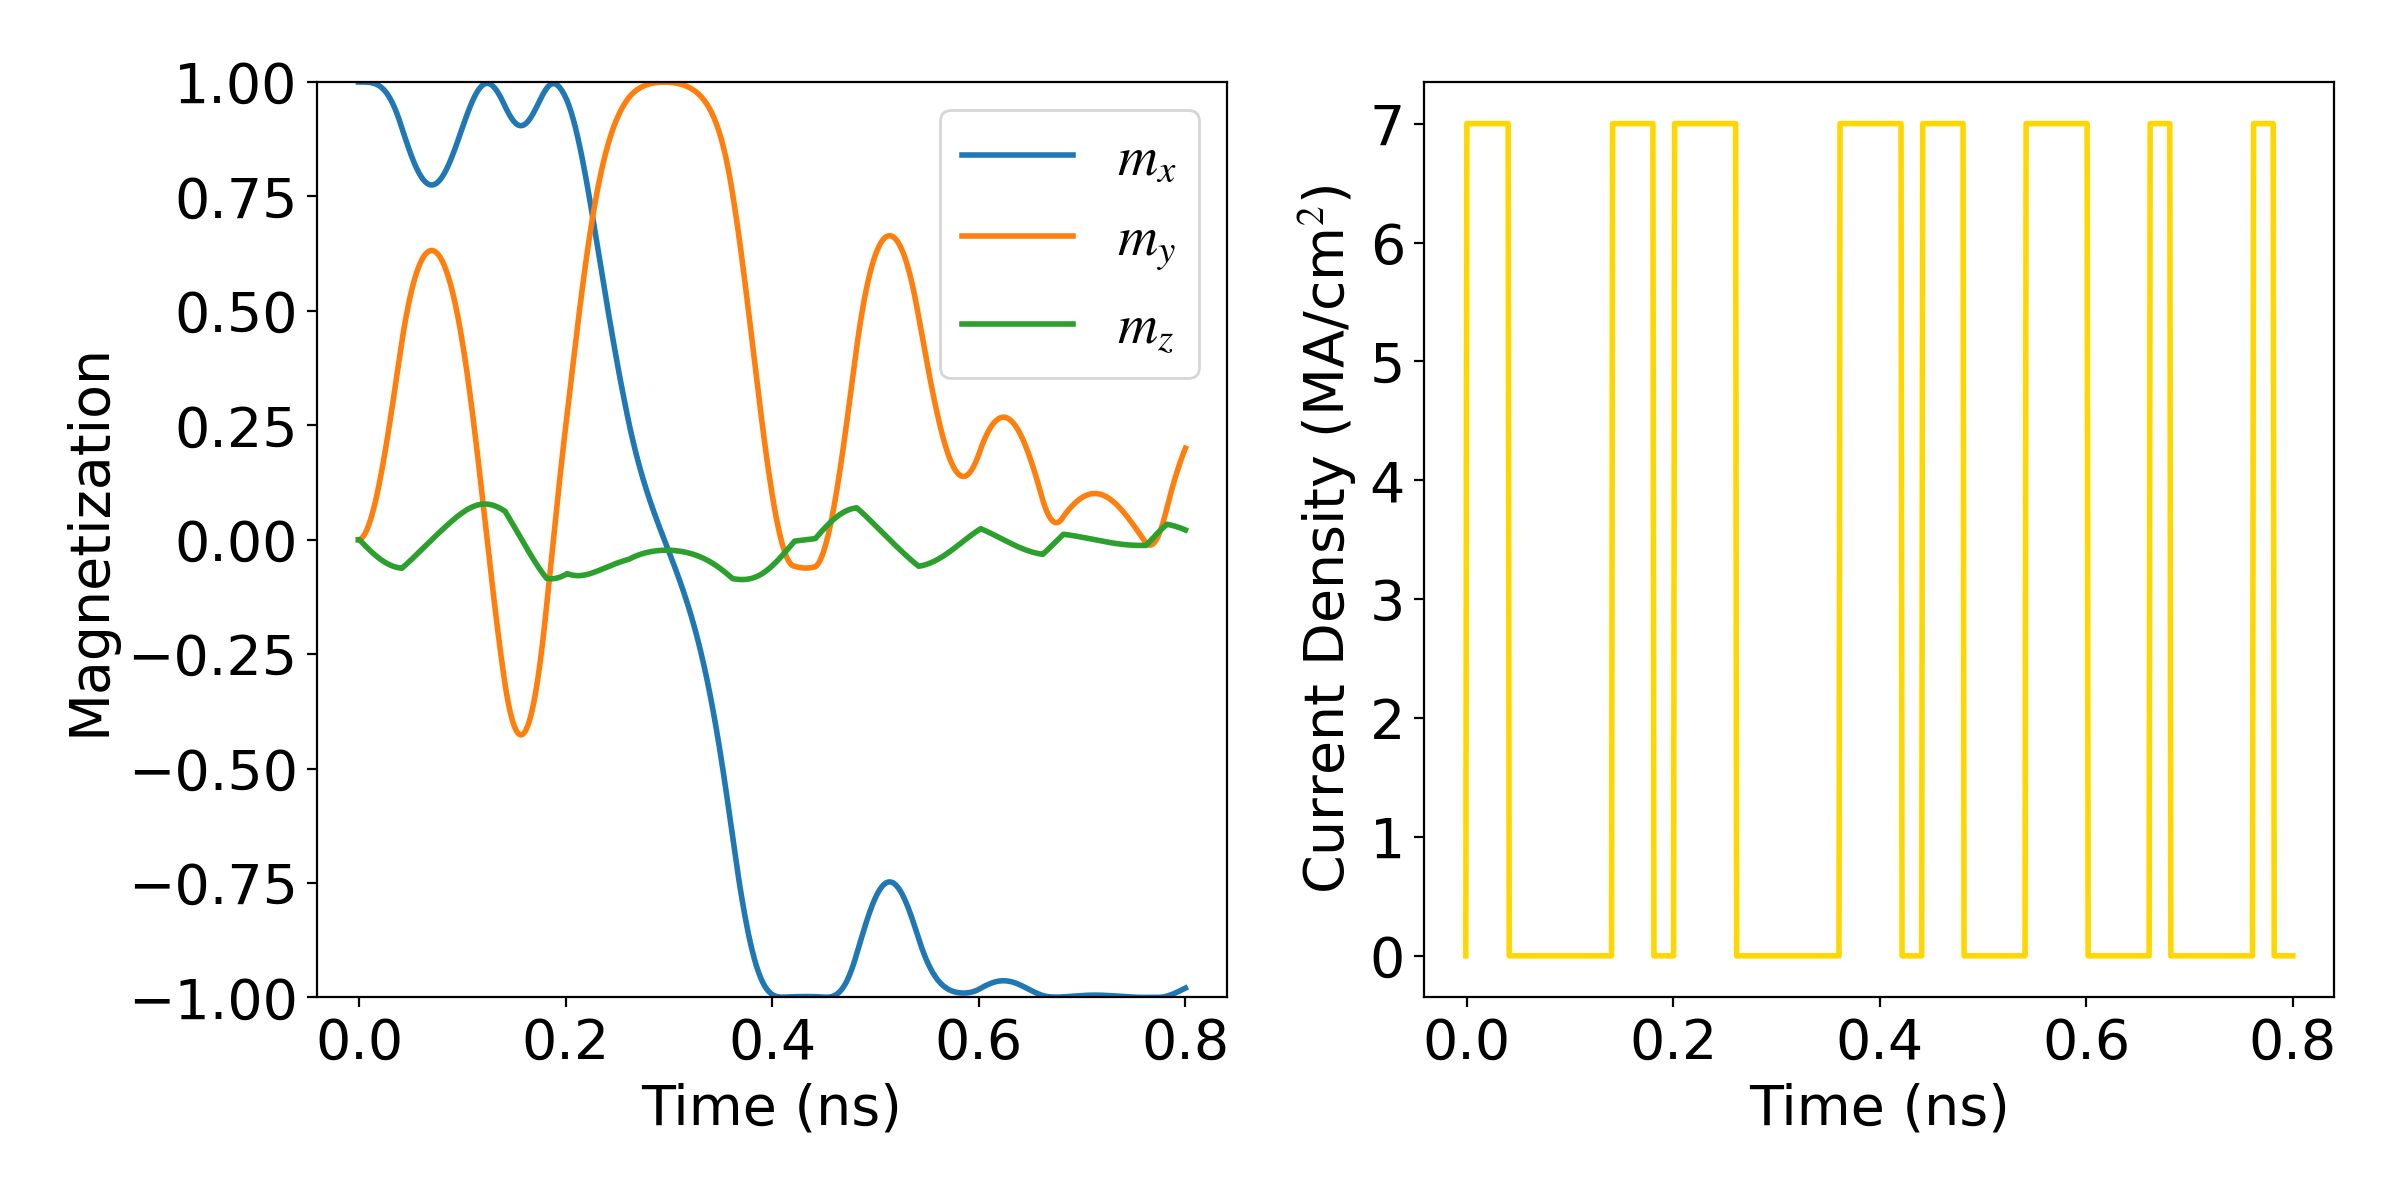 1.00
0.75
0.50
0.25
0.00
−0.25
−0.50
−0.75
−1.00
Magnetization
0.0 0.2 0.4 0.6 0.8
Time (ns)
m_x
m_y
m_z
7
6
5
4
3
2
1
0
Current Density (MA/cm²)
0.0 0.2 0.4 0.6 0.8
Time (ns)